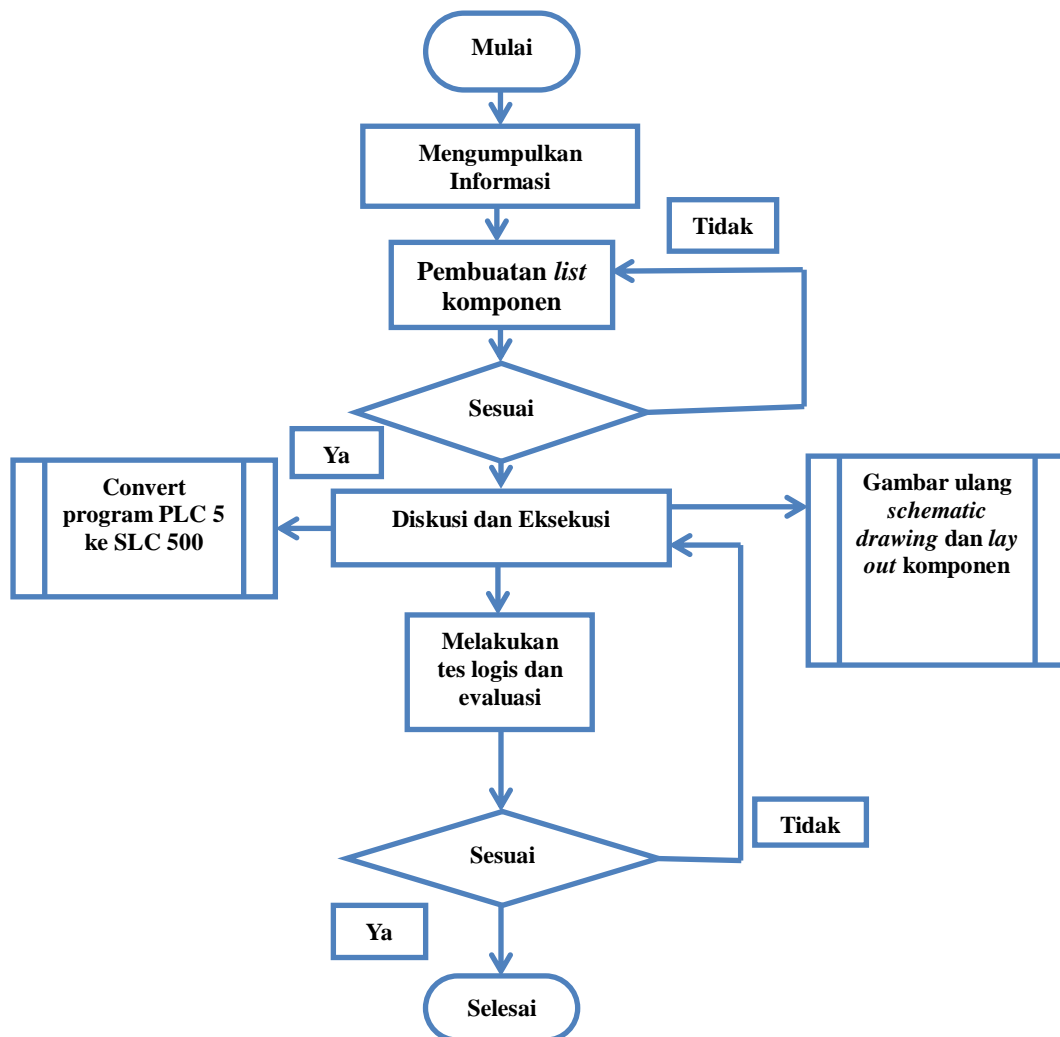 Mulai
Mengumpulkan
Informasi
Tidak
Pembuatan list
komponen
Sesuai
Ya
Convert
program PLC 5
ke SLC 500
Diskusi dan Eksekusi
Gambar ulang
schematic
drawing dan lay
out komponen
Melakukan
tes logis dan
evaluasi
Tidak
Sesuai
Ya
Selesai